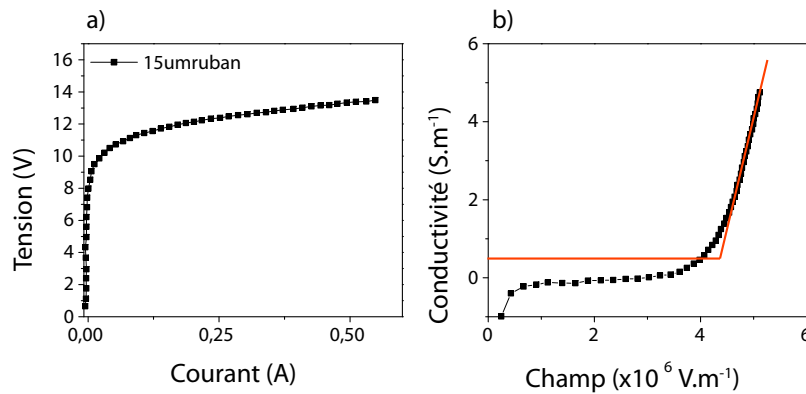 a)
16
14
12
10
8
6
4
2
0
Tension (V)
15umruban
0,00
0,25
0,50
Courant (A)
b)
6
4
2
0
Conductivité (S.m-1)
0
2
4
6
Champ (x10 6 V.m-1)